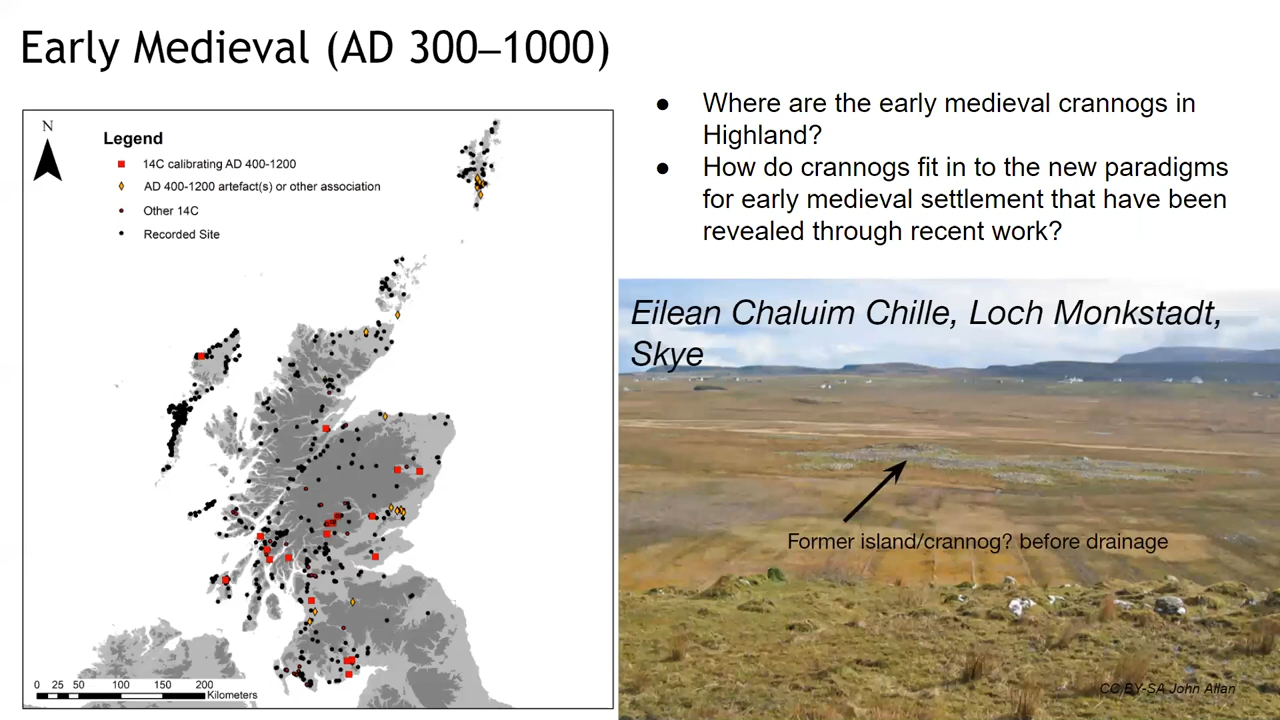 Early Medieval (AD 300–1000)
N
Legend
14C calibrating AD 400-1200
AD 400-1200 artefact(s) or other association
Other 14C
Recorded Site
0 25 50 100 150 200
Kilometers
● Where are the early medieval crannogs in
Highland?
● How do crannogs fit in to the new paradigms
for early medieval settlement that have been
revealed through recent work?
Eilean Chaluim Chille, Loch Monkstadt,
Skye
Former island/crannog? before drainage
CC BY-SA John Allan